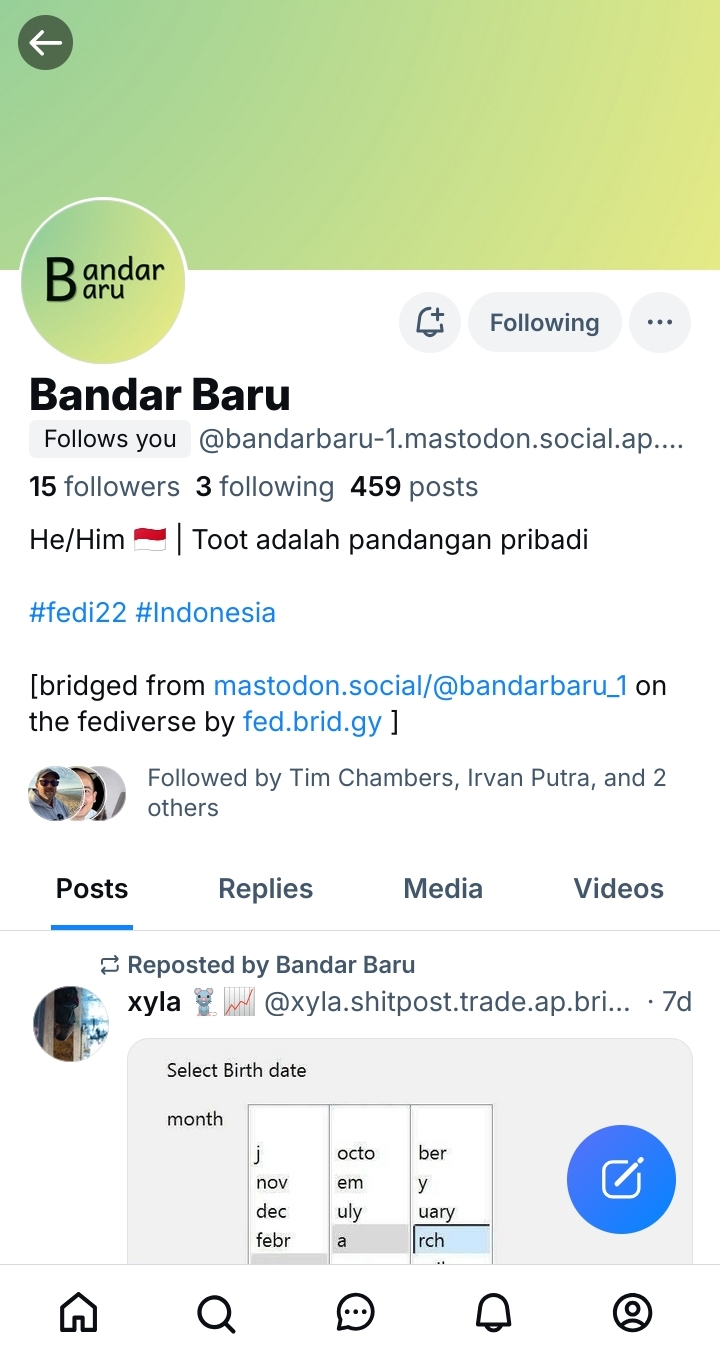 Bandar
aru
Following
Bandar Baru
Follows you @bandarbaru-1.mastodon.social.ap....
15 followers 3 following 459 posts
He/Him 🇮🇩 | Toot adalah pandangan pribadi
#fedi22 #Indonesia
[bridged from mastodon.social/@bandarbaru_1 on
the fediverse by fed.brid.gy ]
Followed by Tim Chambers, Irvan Putra, and 2
others
Posts Replies Media Videos
Reposted by Bandar Baru
xyla 🐭📈 @xyla.shitpost.trade.ap.bri... · 7d
Select Birth date
month
j octo ber
nov em y
dec uly uary
febr a rch